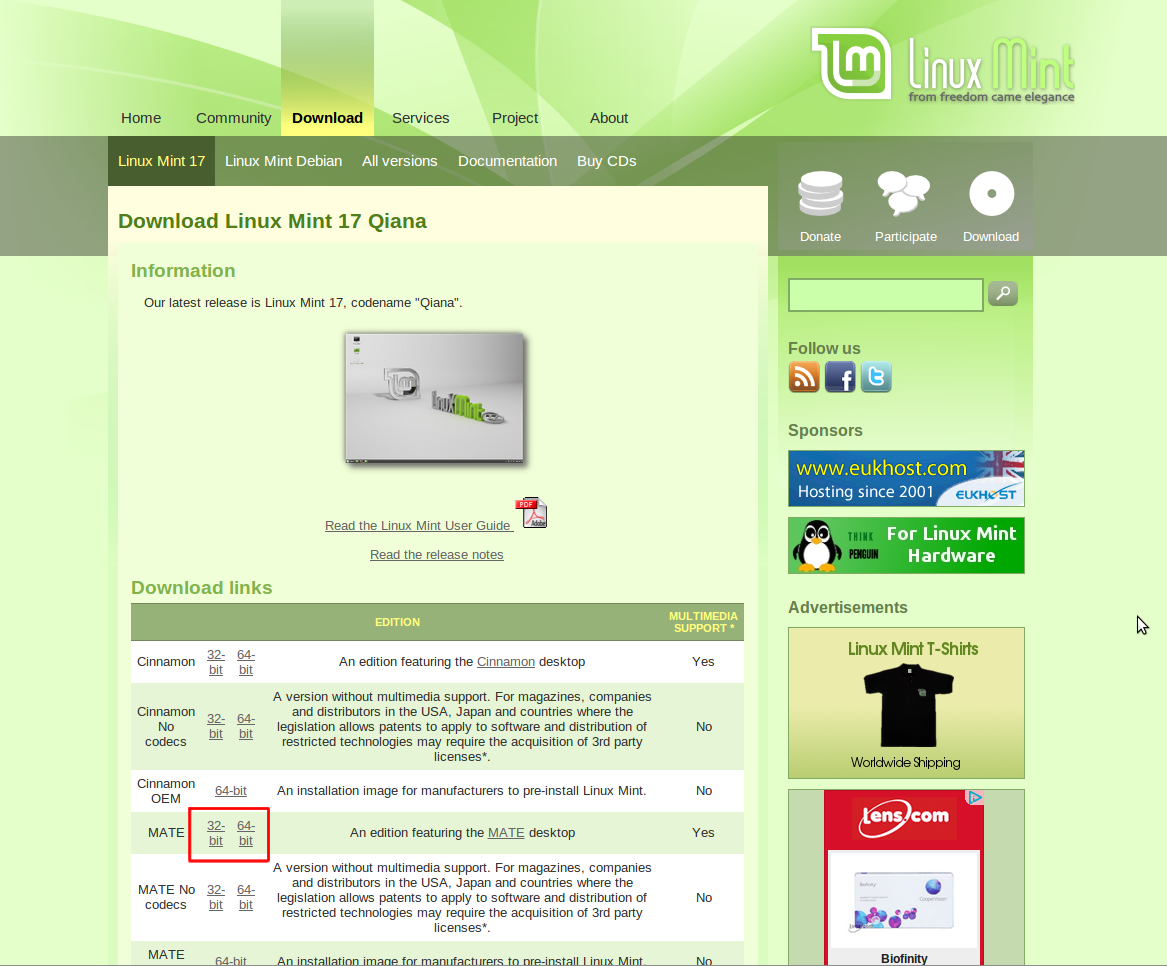 Linux Mint
from freedom came elegance
Home
Community
Download
Services
Project
About
Linux Mint 17
Linux Mint Debian
All versions
Documentation
Buy CDs
Donate
Participate
Download
Download Linux Mint 17 Qiana
Information
Our latest release is Linux Mint 17, codename "Qiana".
LinuxMint
PDF
Adobe
Read the Linux Mint User Guide
Read the release notes
Download links
EDITION
MULTIMEDIA
SUPPORT *
Cinnamon
32-
bit
64-
bit
An edition featuring the Cinnamon desktop
Yes
Cinnamon
No
codecs
32-
bit
64-
bit
A version without multimedia support. For magazines, companies
and distributors in the USA, Japan and countries where the
legislation allows patents to apply to software and distribution of
restricted technologies may require the acquisition of 3rd party
licenses*.
No
Cinnamon
OEM
64-bit
An installation image for manufacturers to pre-install Linux Mint.
No
MATE
32-
bit
64-
bit
An edition featuring the MATE desktop
Yes
MATE No
codecs
32-
bit
64-
bit
A version without multimedia support. For magazines, companies
and distributors in the USA, Japan and countries where the
legislation allows patents to apply to software and distribution of
restricted technologies may require the acquisition of 3rd party
licenses*.
No
MATE
64-bit
An installation image for manufacturers to pre-install Linux Mint.
No
Follow us
Sponsors
www.eukhost.com
Hosting since 2001
EUKHOST
THINK
PENGUIN
For Linux Mint
Hardware
Advertisements
Linux Mint T-Shirts
Worldwide Shipping
Lens.com
Biofinity
CooperVision
Biofinity